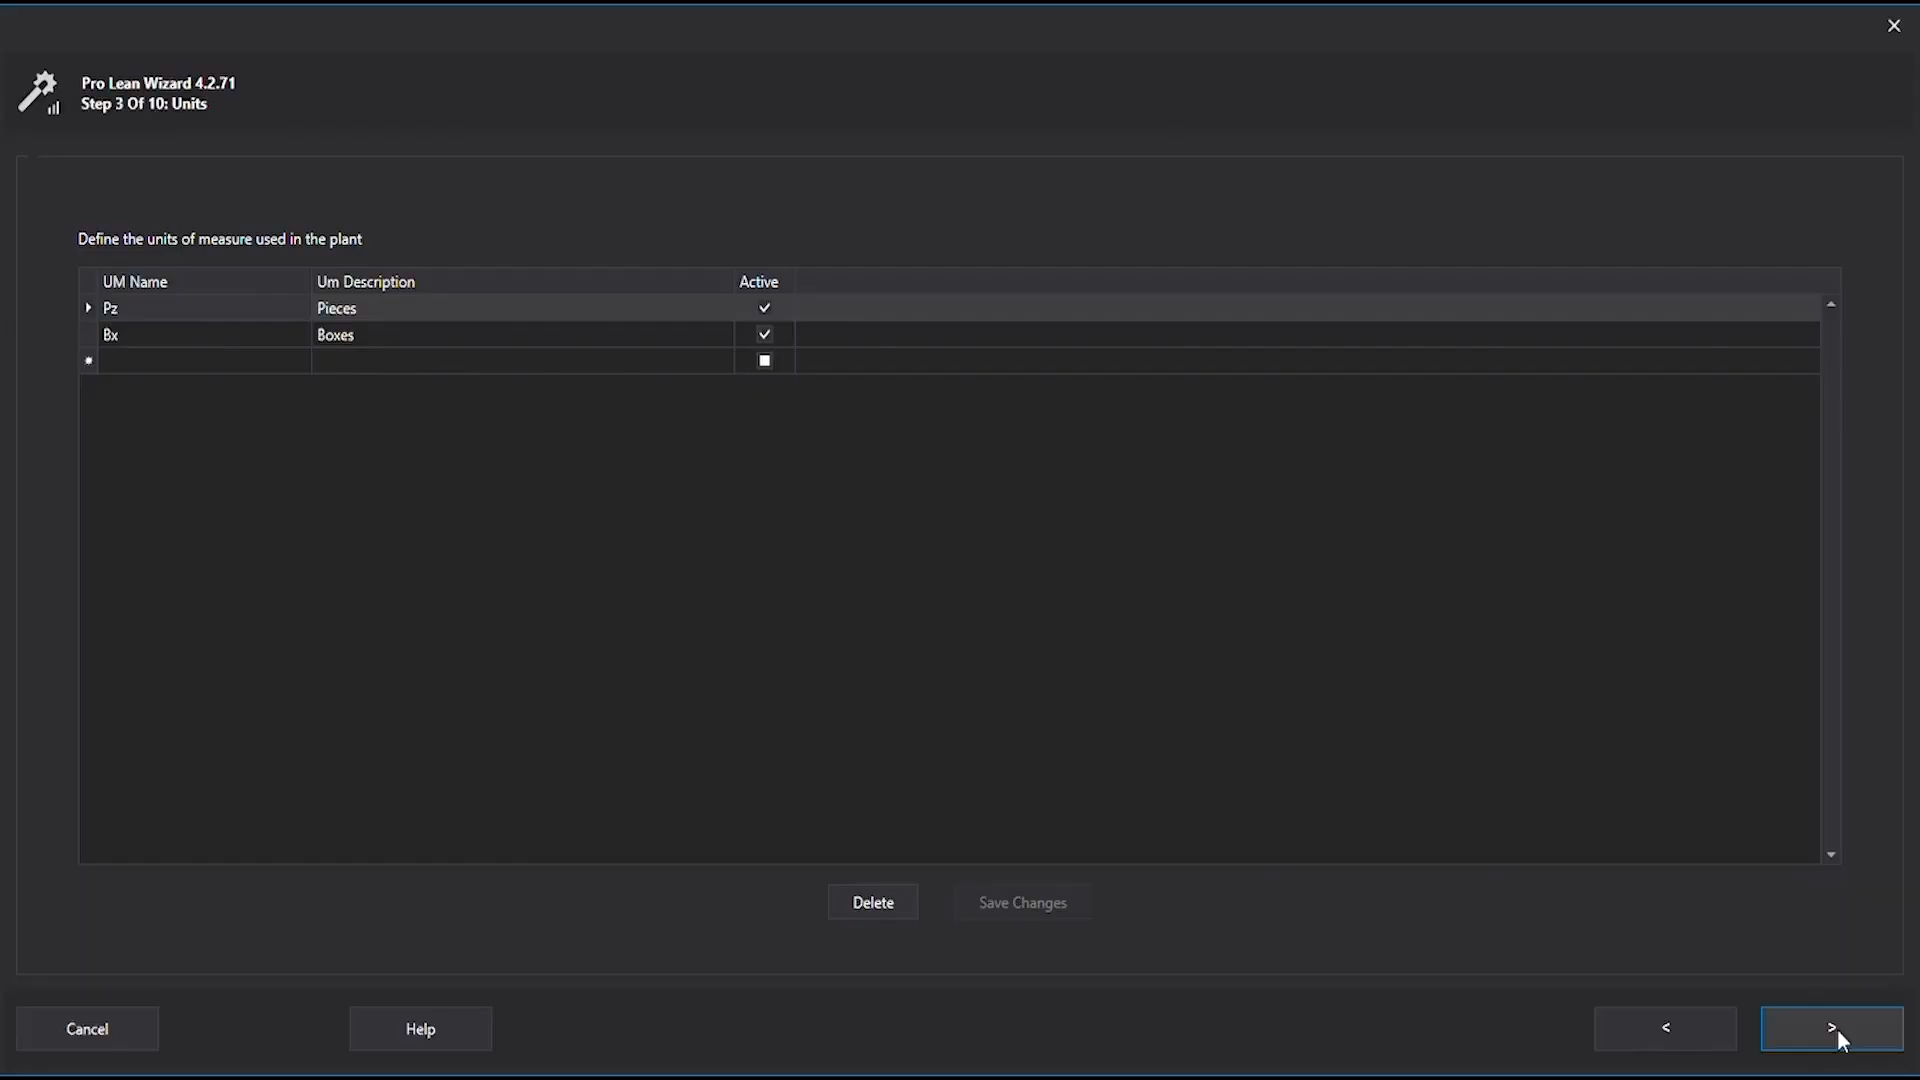 Pro Lean Wizard 4.2.71
Step 3 Of 10: Units
Define the units of measure used in the plant
UM Name Um Description Active
Pz Pieces
Bx Boxes
Delete Save Changes
Cancel Help < >